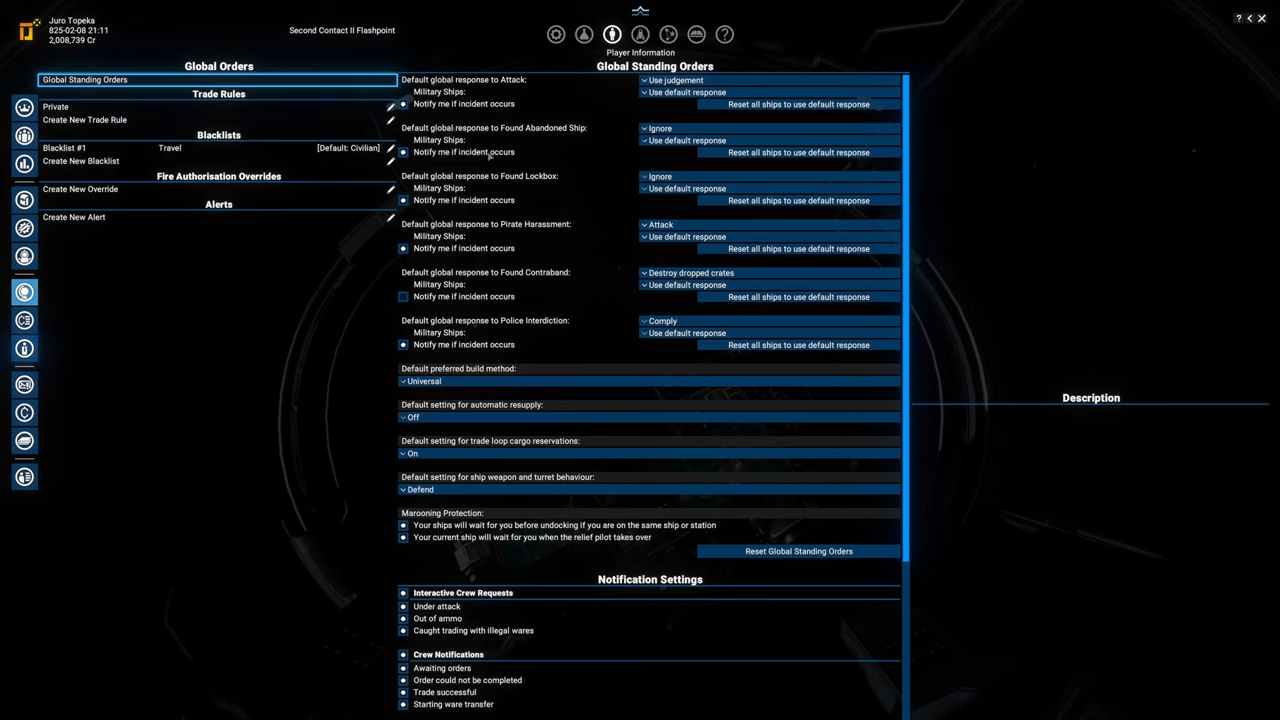 Juro Topeka
825-02-08 21:11
2,008,739 Cr
Second Contact II Flashpoint
?
Player Information
Global Orders
Global Standing Orders
Trade Rules
Private
Create New Trade Rule
Blacklists
Blacklist #1 Travel [Default: Civilian]
Create New Blacklist
Fire Authorisation Overrides
Create New Override
Alerts
Create New Alert
Global Standing Orders
Default global response to Attack: Use judgement
Military Ships: Use default response
Notify me if incident occurs Reset all ships to use default response
Default global response to Found Abandoned Ship: Ignore
Military Ships: Use default response
Notify me if incident occurs Reset all ships to use default response
Default global response to Found Lockbox: Ignore
Military Ships: Use default response
Notify me if incident occurs Reset all ships to use default response
Default global response to Pirate Harassment: Attack
Military Ships: Use default response
Notify me if incident occurs Reset all ships to use default response
Default global response to Found Contraband: Destroy dropped crates
Military Ships: Use default response
Notify me if incident occurs Reset all ships to use default response
Default global response to Police Interdiction: Comply
Military Ships: Use default response
Notify me if incident occurs Reset all ships to use default response
Default preferred build method:
Universal
Default setting for automatic resupply:
Off
Default setting for trade loop cargo reservations:
On
Default setting for ship weapon and turret behaviour:
Defend
Marooning Protection:
Your ships will wait for you before undocking if you are on the same ship or station
Your current ship will wait for you when the relief pilot takes over
Reset Global Standing Orders
Notification Settings
Interactive Crew Requests
Under attack
Out of ammo
Caught trading with illegal wares
Crew Notifications
Awaiting orders
Order could not be completed
Trade successful
Starting ware transfer
Description